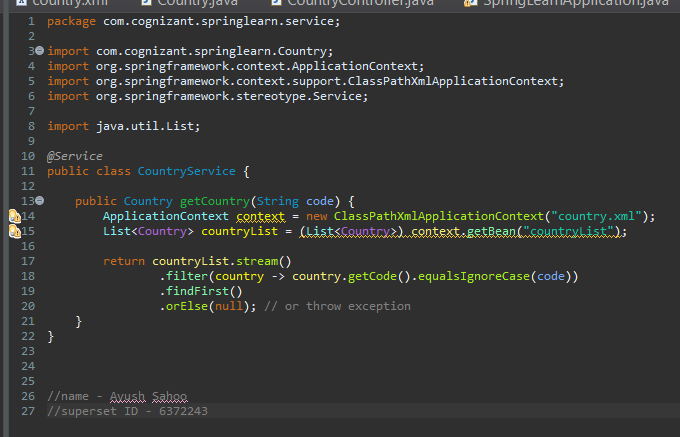 country.xml Country.java CountryController.java SpringLearnApplication.java
1 package com.cognizant.springlearn.service;
2
3 import com.cognizant.springlearn.Country;
4 import org.springframework.context.ApplicationContext;
5 import org.springframework.context.support.ClassPathXmlApplicationContext;
6 import org.springframework.stereotype.Service;
7
8 import java.util.List;
9
10 @Service
11 public class CountryService {
12
13     public Country getCountry(String code) {
14         ApplicationContext context = new ClassPathXmlApplicationContext("country.xml");
15         List<Country> countryList = (List<Country>) context.getBean("countryList");
16
17         return countryList.stream()
18                 .filter(country -> country.getCode().equalsIgnoreCase(code))
19                 .findFirst()
20                 .orElse(null); // or throw exception
21     }
22 }
23
24
25
26 //name - Ayush Sahoo
27 //superset ID - 6372243